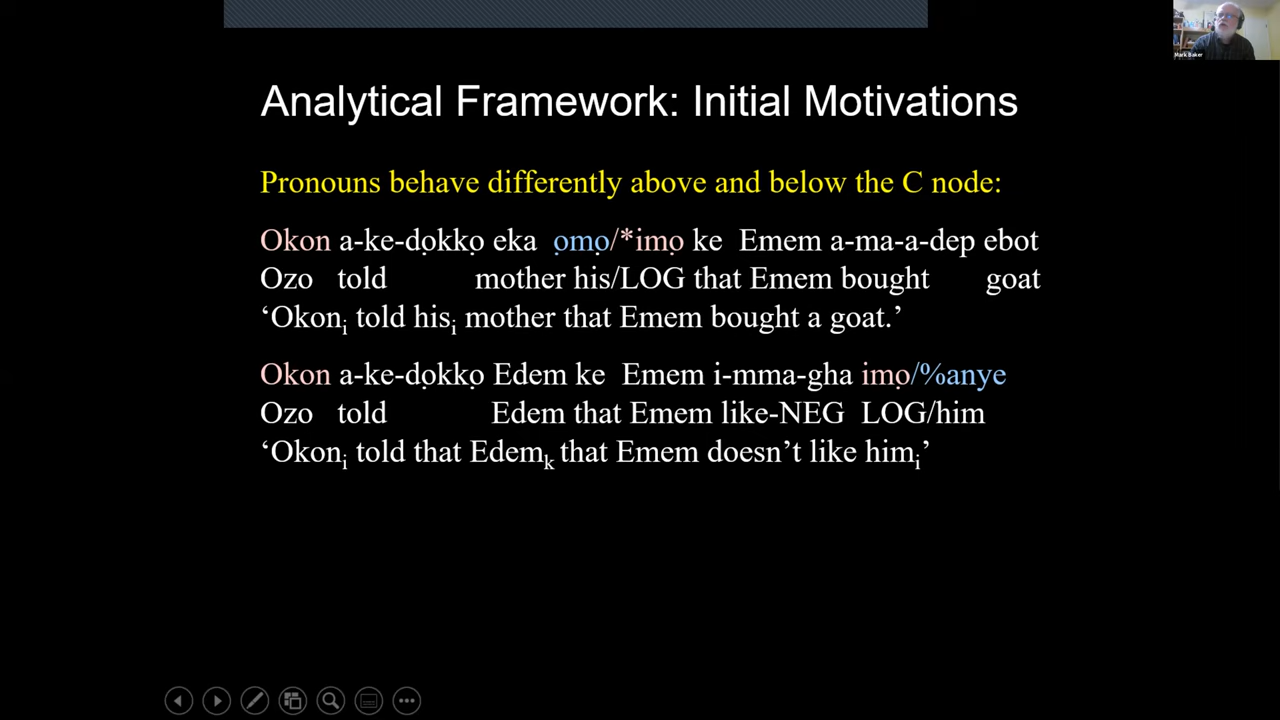 Mark Baker
Analytical Framework: Initial Motivations
Pronouns behave differently above and below the C node:
Okon a-ke-dọkkọ eka ọmọ/*imọ ke Emem a-ma-a-dep ebot
Ozo told mother his/LOG that Emem bought goat
‘Okoni told hisi mother that Emem bought a goat.’
Okon a-ke-dọkkọ Edem ke Emem i-mma-gha imọ/%anye
Ozo told Edem that Emem like-NEG LOG/him
‘Okoni told that Edemk that Emem doesn’t like himi’